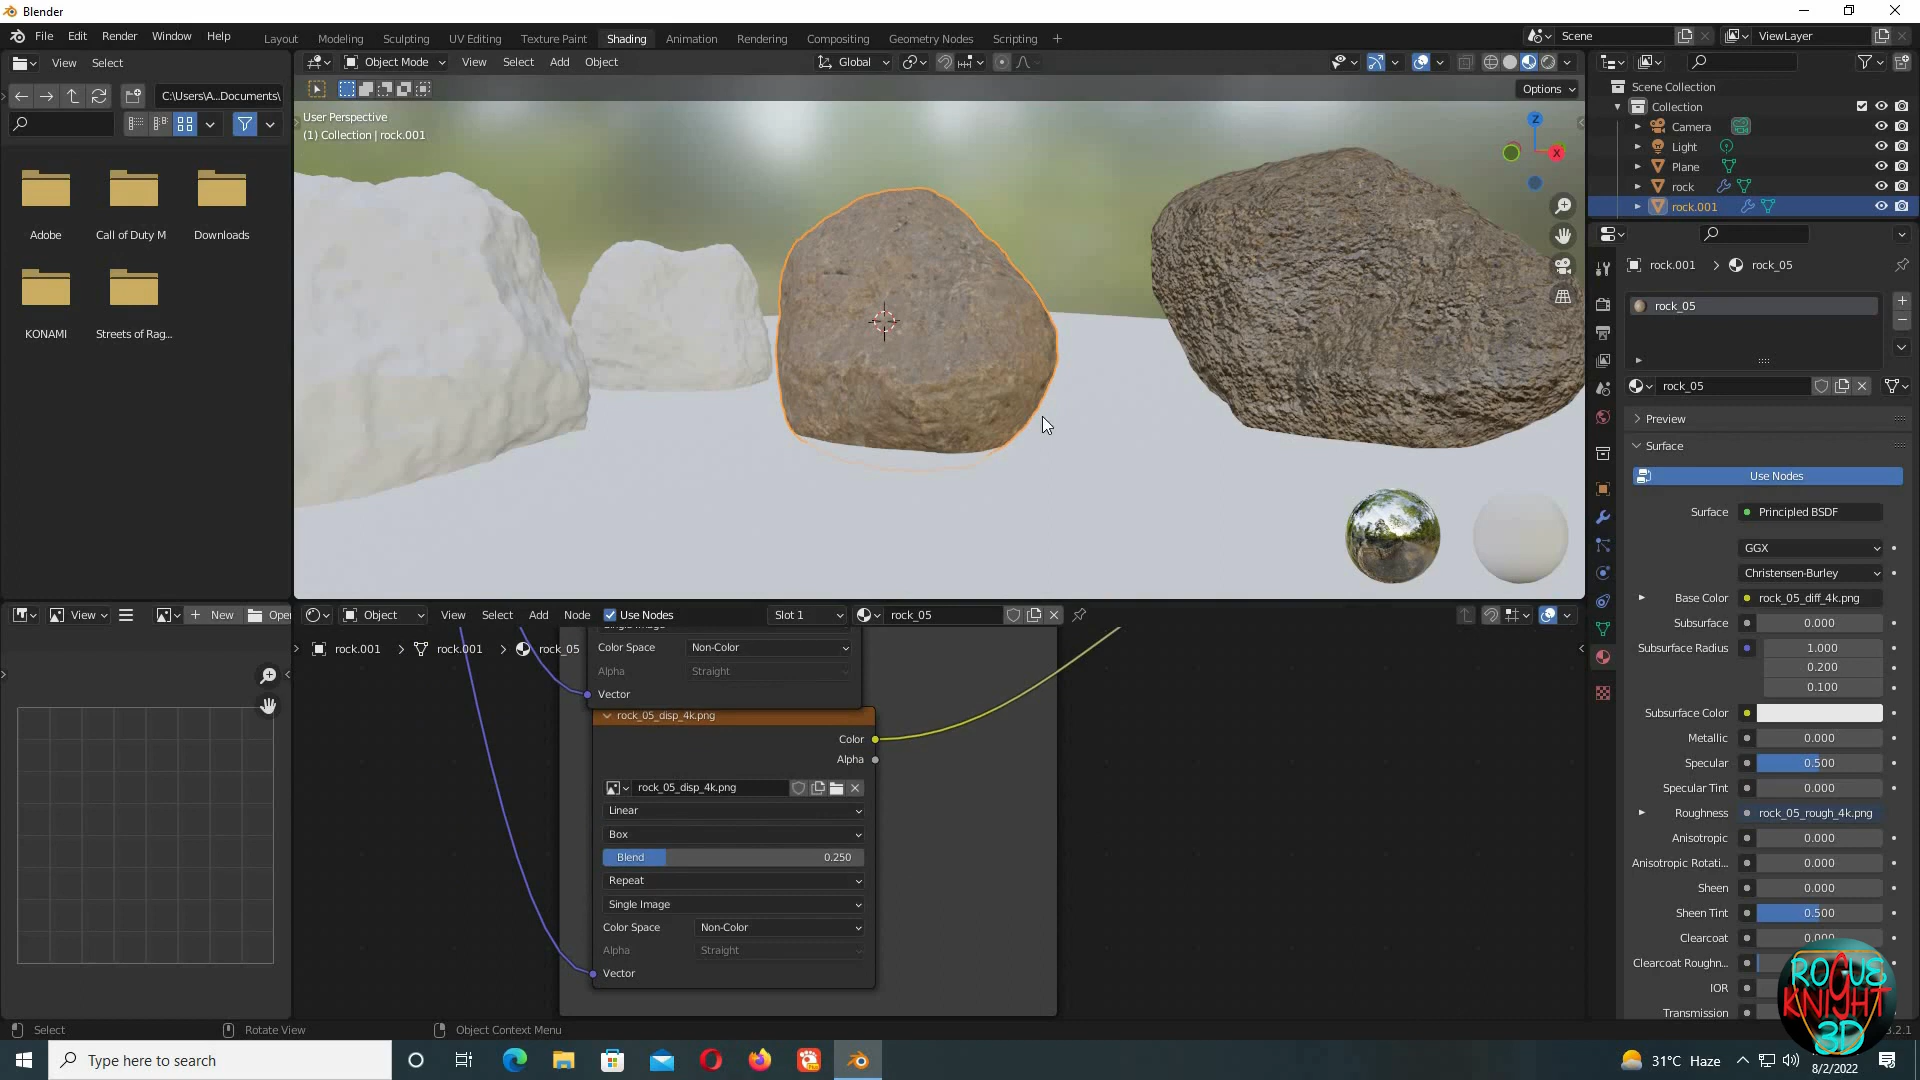 Blender
File Edit Render Window Help
Layout Modeling Sculpting UV Editing Texture Paint Shading Animation Rendering Compositing Geometry Nodes Scripting +
Scene
ViewLayer
View Select
Object Mode View Select Add Object
Global
C:\Users\A...Documents\
Options
User Perspective
(1) Collection | rock.001
Z
X
Adobe
Call of Duty M
Downloads
KONAMI
Streets of Rag...
Scene Collection
Collection
Camera
Light
Plane
rock
rock.001
rock.001 > rock_05
rock_05
rock_05
Preview
Surface
Use Nodes
Surface Principled BSDF
GGX
Christensen-Burley
Base Color rock_05_diff_4k.png
Subsurface 0.000
Subsurface Radius 1.000
0.200
0.100
Subsurface Color
Metallic 0.000
Specular 0.500
Specular Tint 0.000
Roughness rock_05_rough_4k.png
Anisotropic 0.000
Anisotropic Rotati... 0.000
Sheen 0.000
Sheen Tint 0.500
Clearcoat 0.000
Clearcoat Roughn...
IOR
Transmission
View
New
Open
Object View Select Add Node Use Nodes Slot 1 rock_05
rock.001 > rock.001 > rock_05
Color Space Non-Color
Alpha Straight
Vector
rock_05_disp_4k.png
Color
Alpha
rock_05_disp_4k.png
Linear
Box
Blend 0.250
Repeat
Single Image
Color Space Non-Color
Alpha Straight
Vector
ROGUE
KNIGHT
3D
Select
Rotate View
Object Context Menu
3.2.1
Type here to search
31°C Haze
8/2/2022